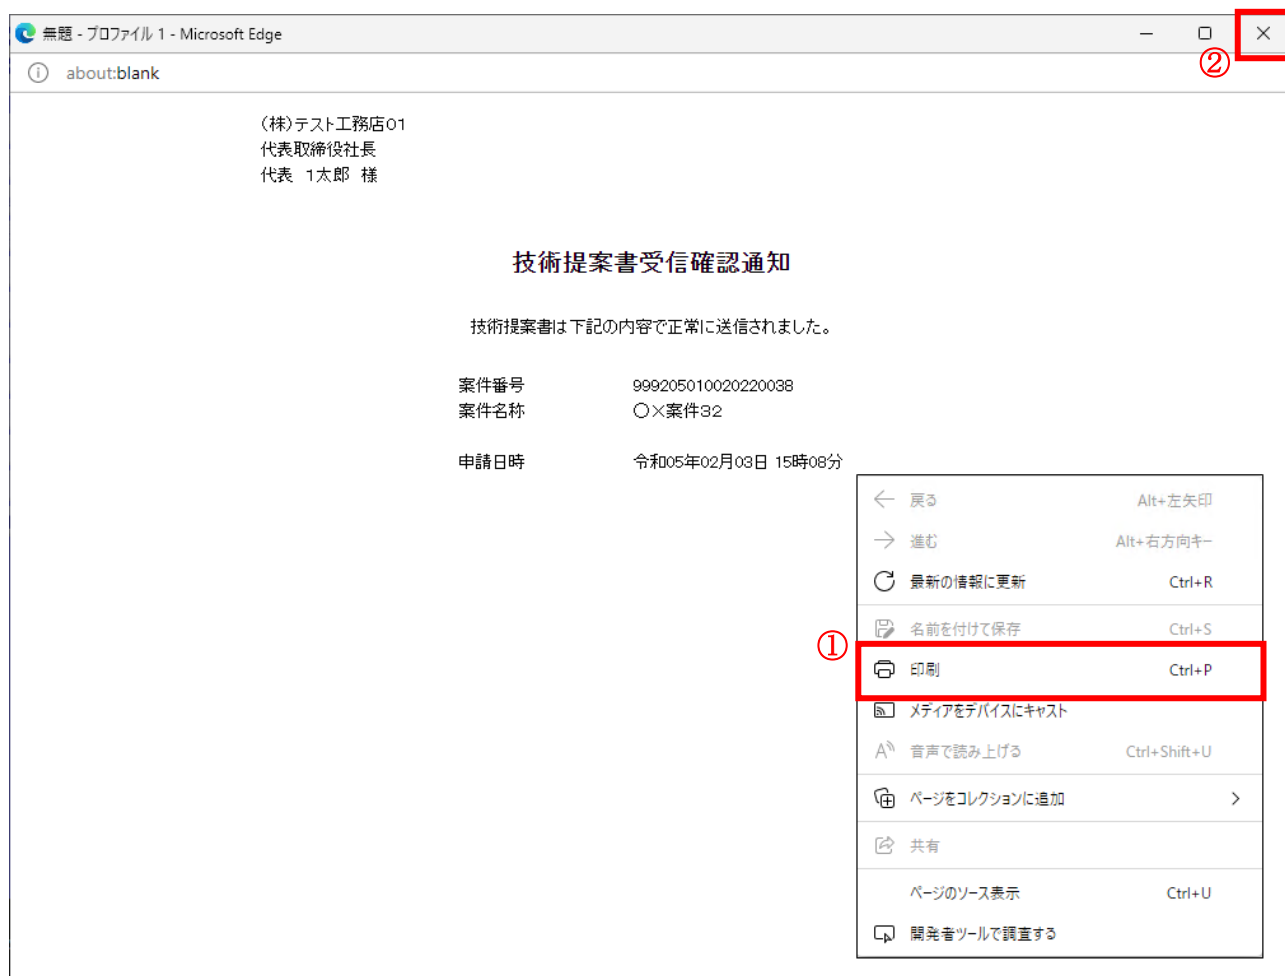 無題 - プロファイル 1 - Microsoft Edge
②
about:blank
(株)テスト工務店01
代表取締役社長
代表 1太郎 様
技術提案書受信確認通知
技術提案書は下記の内容で正常に送信されました。
案件番号 999205010020220038
案件名称 〇×案件32
申請日時 令和05年02月03日 15時08分
戻る Alt+左矢印
進む Alt+右方向キー
最新の情報に更新 Ctrl+R
名前を付けて保存 Ctrl+S
①
印刷 Ctrl+P
メディアをデバイスにキャスト
音声で読み上げる Ctrl+Shift+U
ページをコレクションに追加
共有
ページのソース表示 Ctrl+U
開発者ツールで調査する